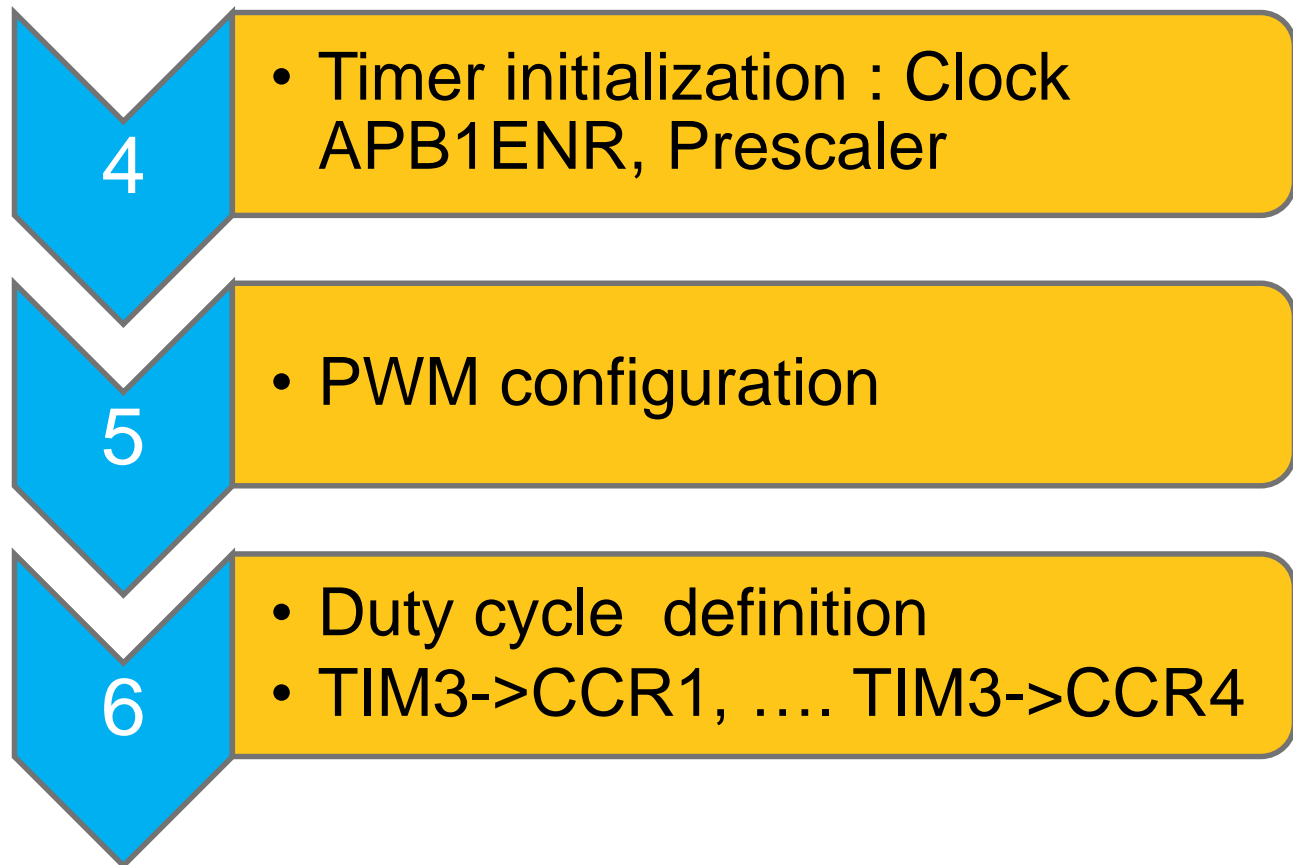 4
• Timer initialization : Clock
APB1ENR, Prescaler
5
• PWM configuration
6
• Duty cycle  definition
• TIM3->CCR1, …. TIM3->CCR4